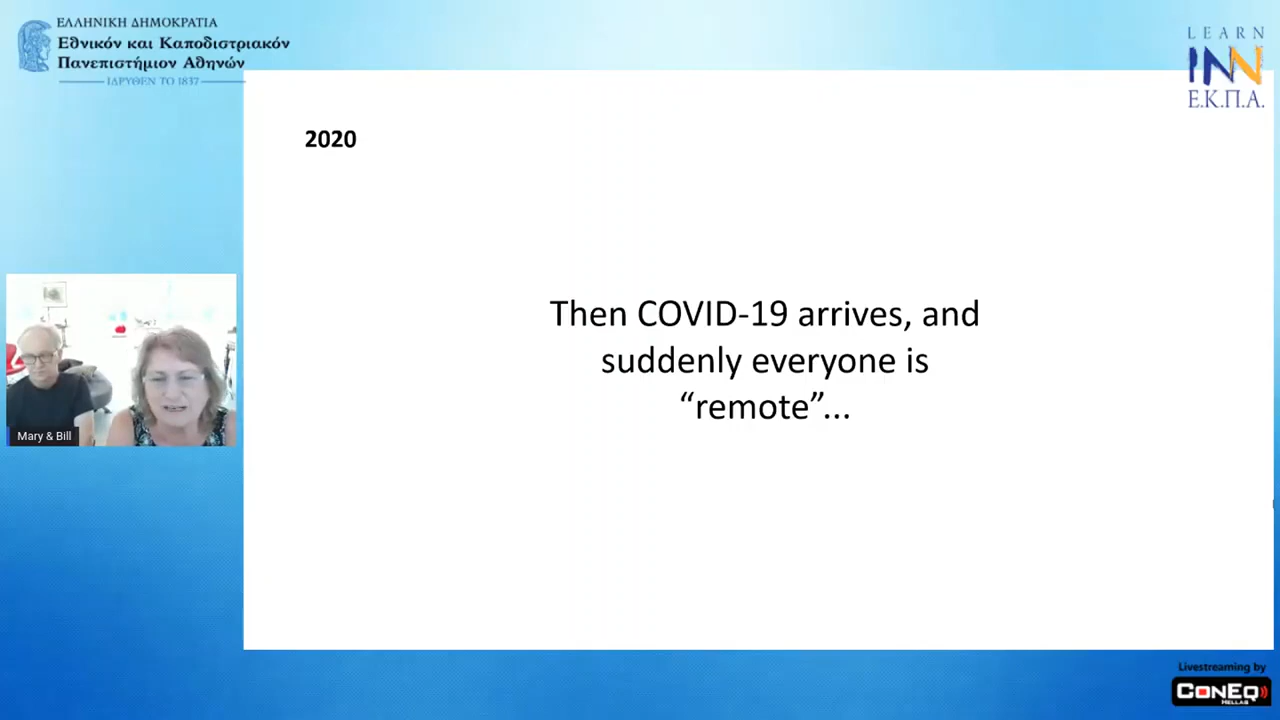 ΕΛΛΗΝΙΚΗ ΔΗΜΟΚΡΑΤΙΑ
Εθνικόν και Καποδιστριακόν
Πανεπιστήμιον Αθηνών
ΙΔΡΥΘΕΝ ΤΟ 1837
LEARN
INN
Ε.Κ.Π.Α.
2020
Then COVID-19 arrives, and
suddenly everyone is
“remote”...
Mary & Bill
Livestreaming by
CONEQ
HELLAS